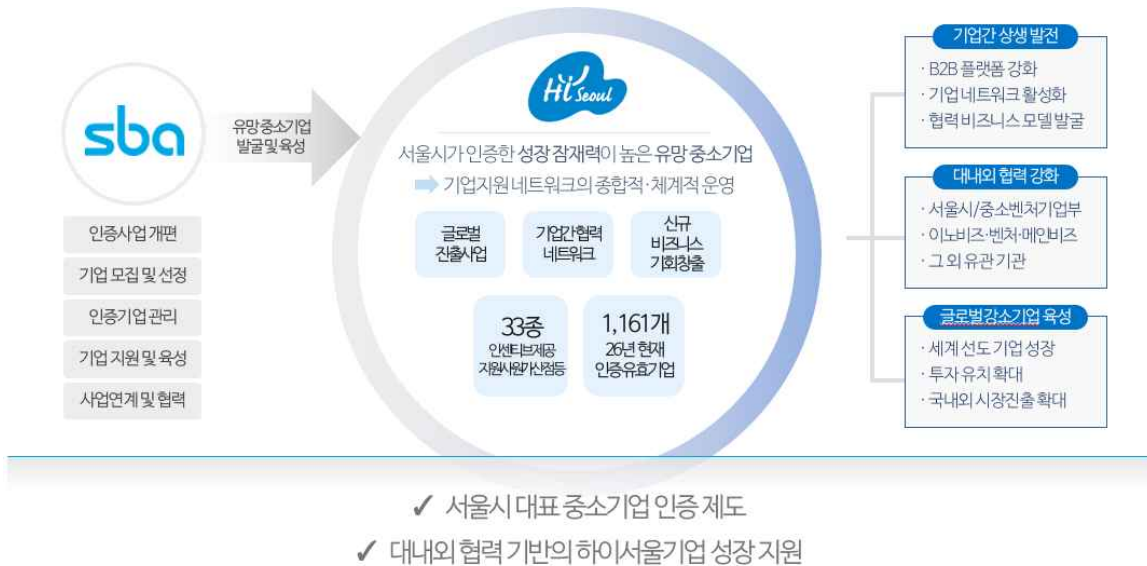 sba
유망중소기업
발굴및육성
인증사업 개편
기업 모집 및 선정
인증기업 관리
기업 지원 및 육성
사업연계 및 협력
Hi Seoul
서울시가 인증한 성장 잠재력이 높은 유망 중소기업
기업지원 네트워크의 종합적·체계적 운영
글로벌
진출사업
기업간협력
네트워크
신규
비즈니스
기회창출
33종
인센티브제공
지원사원가산점등
1,161개
26년 현재
인증유효기업
기업간 상생 발전
· B2B 플랫폼 강화
· 기업 네트워크 활성화
· 협력 비즈니스 모델 발굴
대내외 협력 강화
· 서울시/중소벤처기업부
· 이노비즈·벤처·메인비즈
· 그 외 유관 기관
글로벌강소기업 육성
· 세계 선도 기업 성장
· 투자 유치 확대
· 국내외 시장진출 확대
✓ 서울시 대표 중소기업 인증 제도
✓ 대내외 협력 기반의 하이서울기업 성장 지원